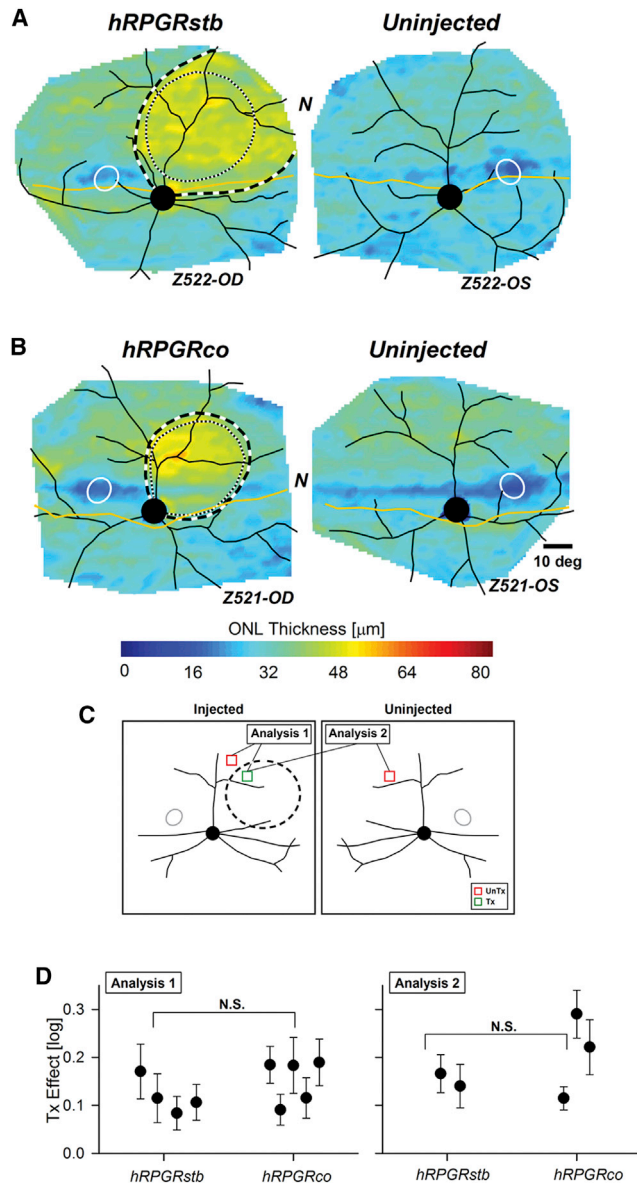 A
hRPGRstb
Uninjected
N
Z522-OD
Z522-OS
B
hRPGRco
Uninjected
N
10 deg
Z521-OD
Z521-OS
ONL Thickness [μm]
0 16 32 48 64 80
C
Injected
Uninjected
Analysis 1
Analysis 2
UnTx
Tx
D
Analysis 1
Analysis 2
N.S.
N.S.
Tx Effect [log]
0.3
0.2
0.1
0.0
hRPGRstb
hRPGRco
hRPGRstb
hRPGRco